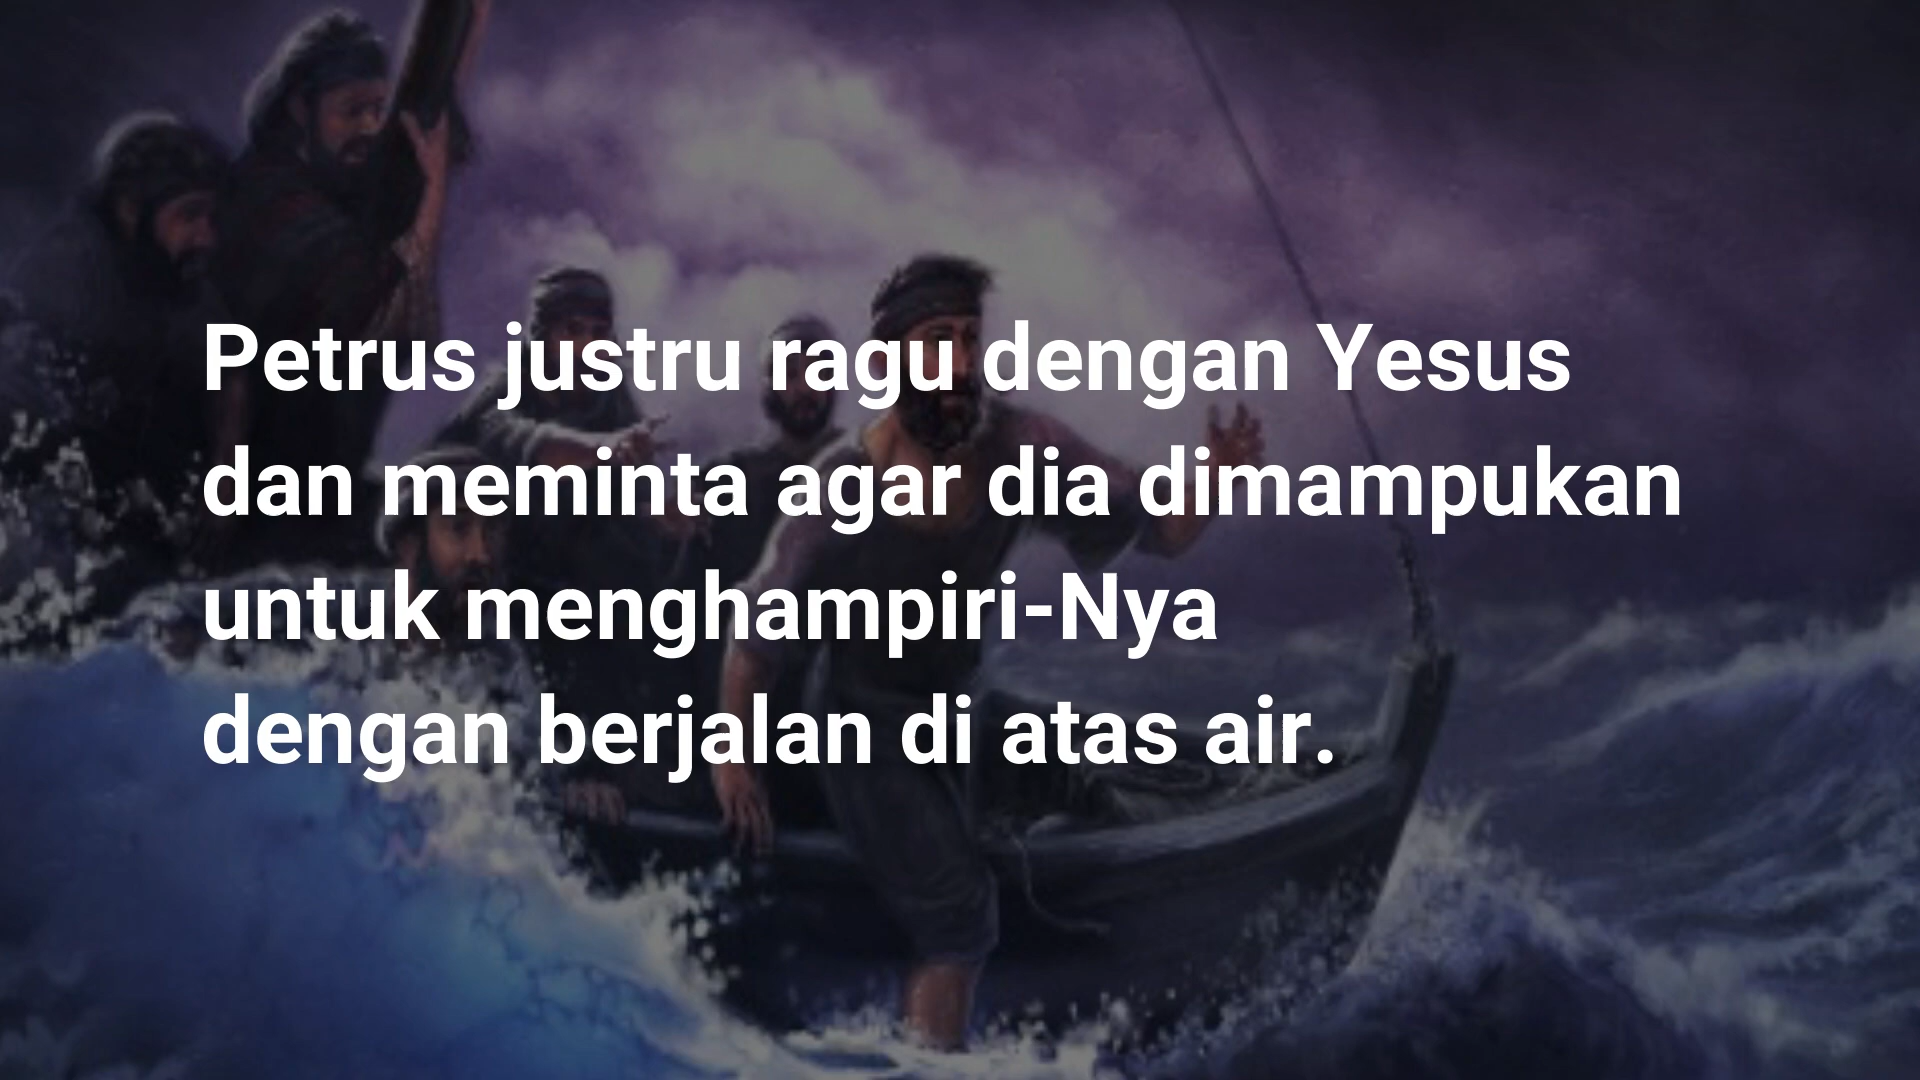 Petrus justru ragu dengan Yesus
dan meminta agar dia dimampukan
untuk menghampiri-Nya
dengan berjalan di atas air.